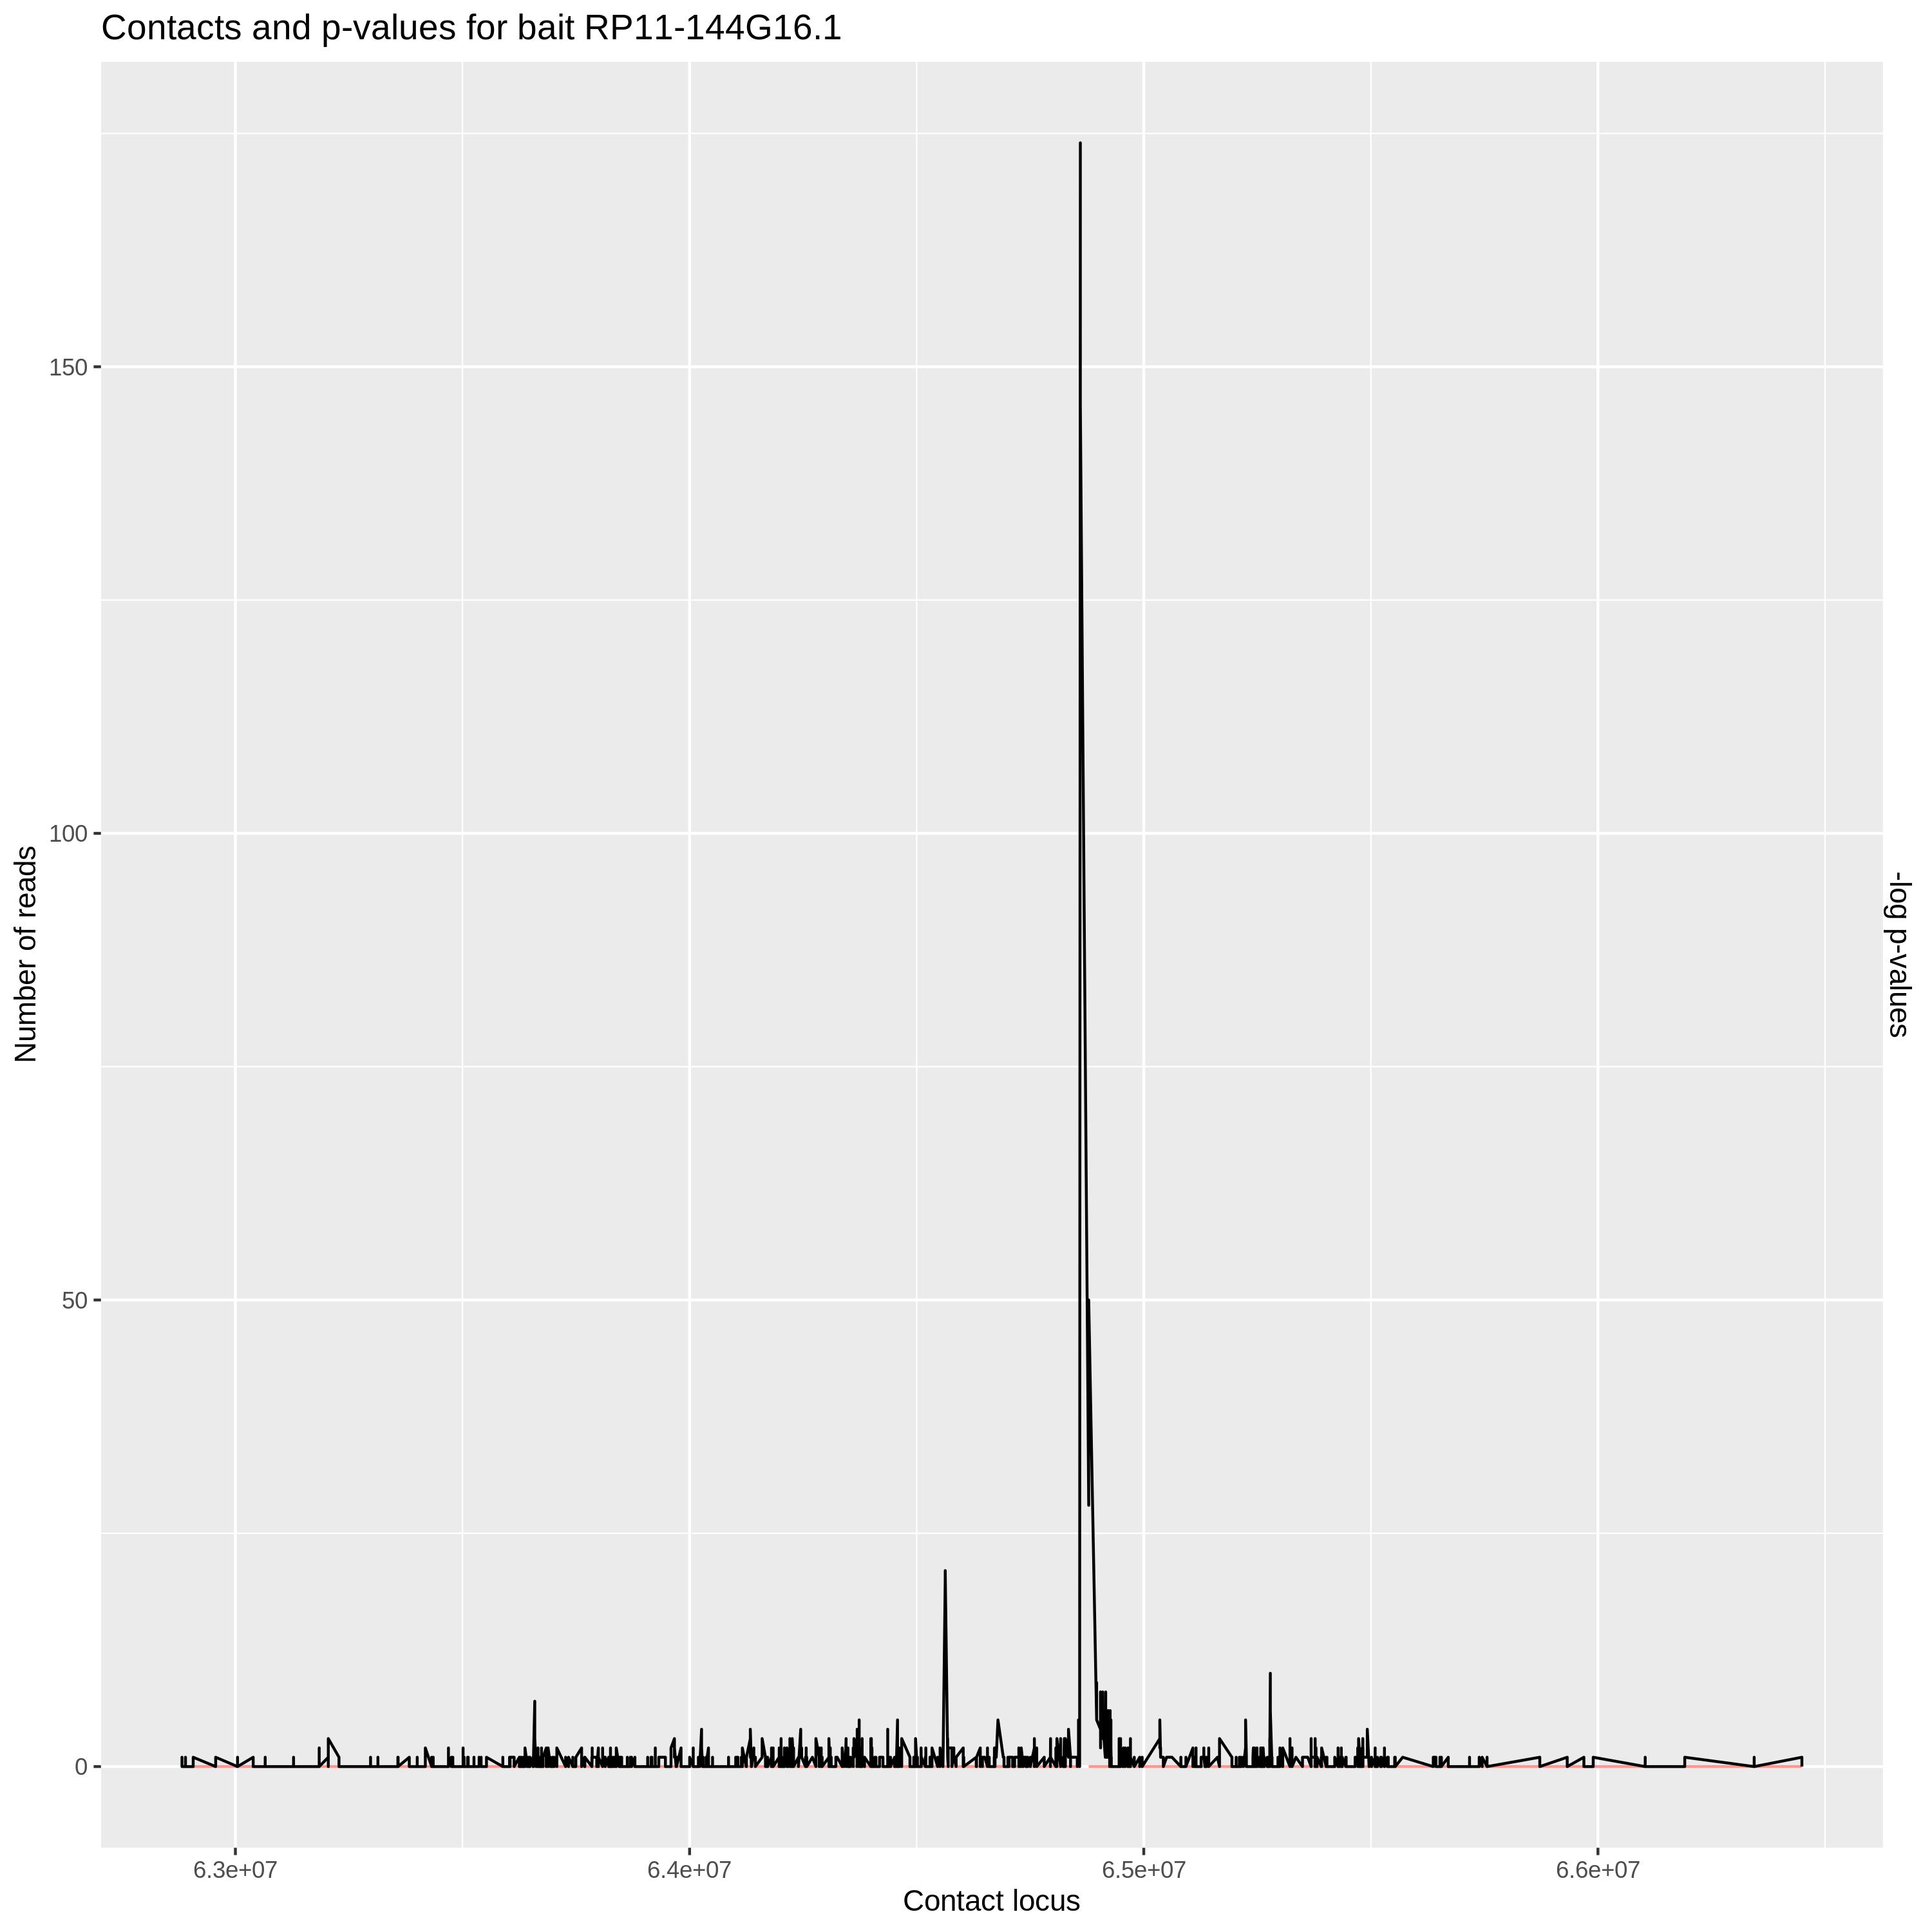 Contacts and p-values for bait RP11-144G16.1
150
100
50
0
Number of reads
-log p-values
6.3e+07
6.4e+07
6.5e+07
6.6e+07
Contact locus